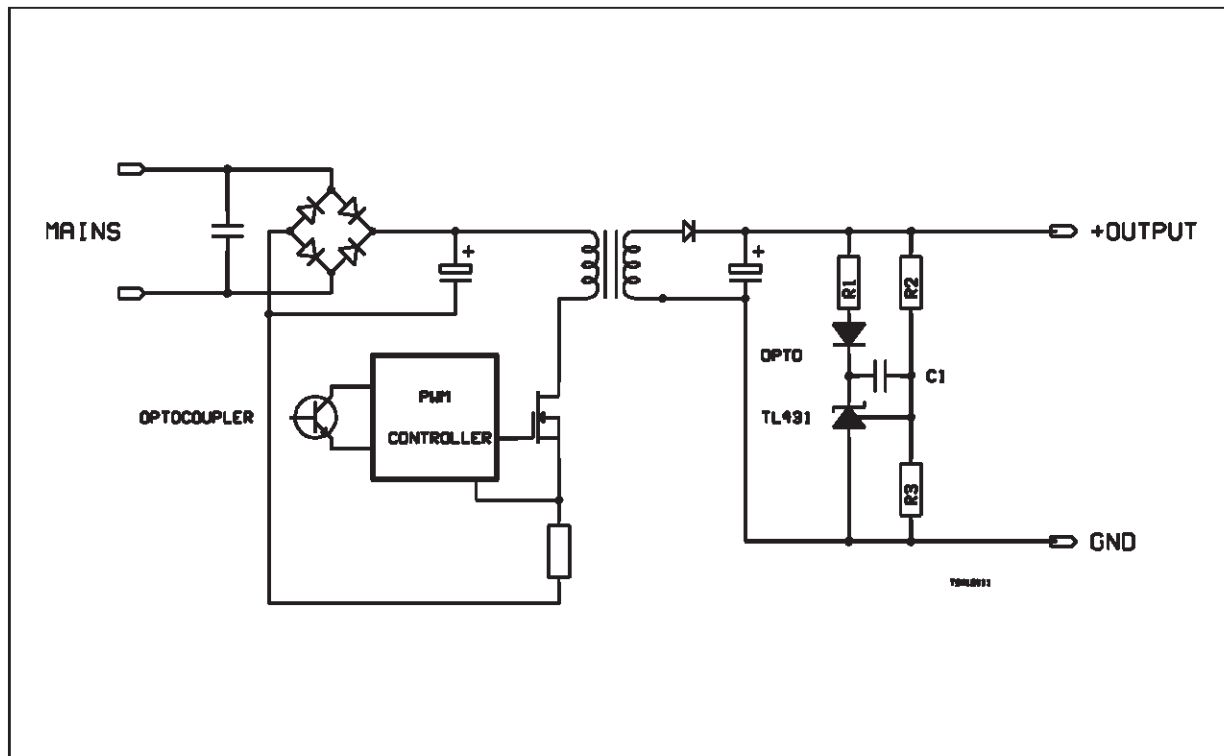 MAINS
+OUTPUT
R1
R2
OPTO
C1
PWM
CONTROLLER
OPTOCOUPLER
TL431
R3
GND